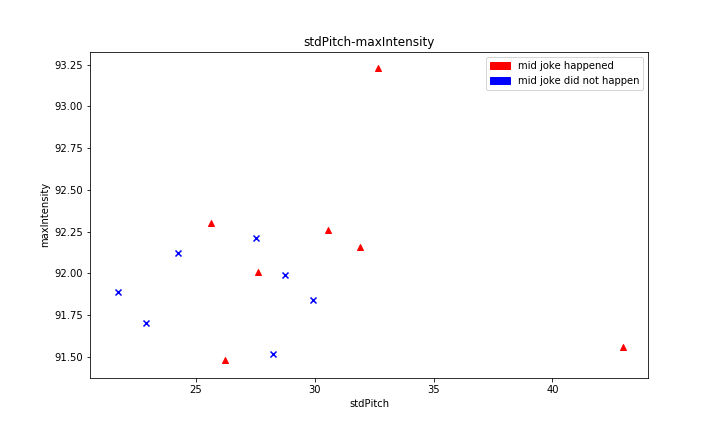 stdPitch-maxIntensity
mid joke happened
mid joke did not happen
93.25
93.00
92.75
92.50
92.25
92.00
91.75
91.50
maxIntensity
25
30
35
40
stdPitch